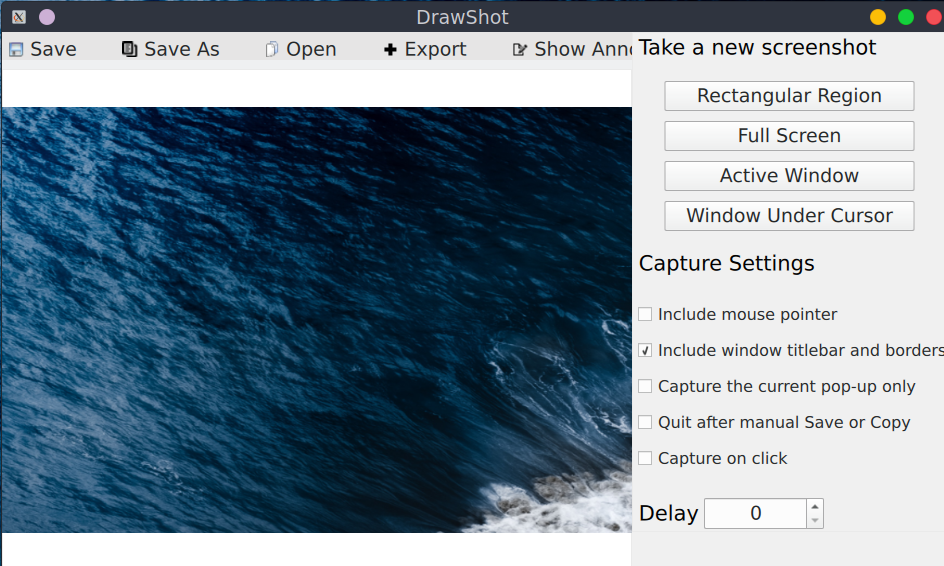 DrawShot
Save Save As Open Export Show Anno
Take a new screenshot
Rectangular Region
Full Screen
Active Window
Window Under Cursor
Capture Settings
Include mouse pointer
Include window titlebar and borders
Capture the current pop-up only
Quit after manual Save or Copy
Capture on click
Delay 0